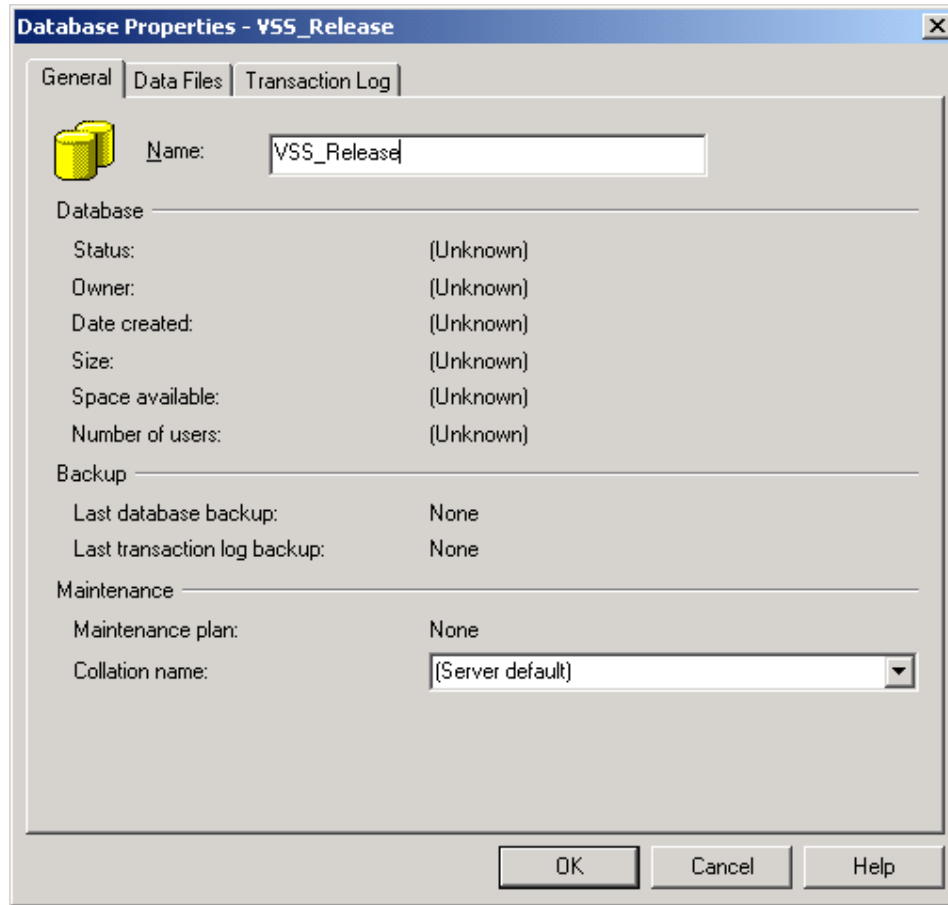 Database Properties - VSS_Release
General Data Files Transaction Log
Name: VSS_Release
Database
Status: (Unknown)
Owner: (Unknown)
Date created: (Unknown)
Size: (Unknown)
Space available: (Unknown)
Number of users: (Unknown)
Backup
Last database backup: None
Last transaction log backup: None
Maintenance
Maintenance plan: None
Collation name: (Server default)
OK Cancel Help